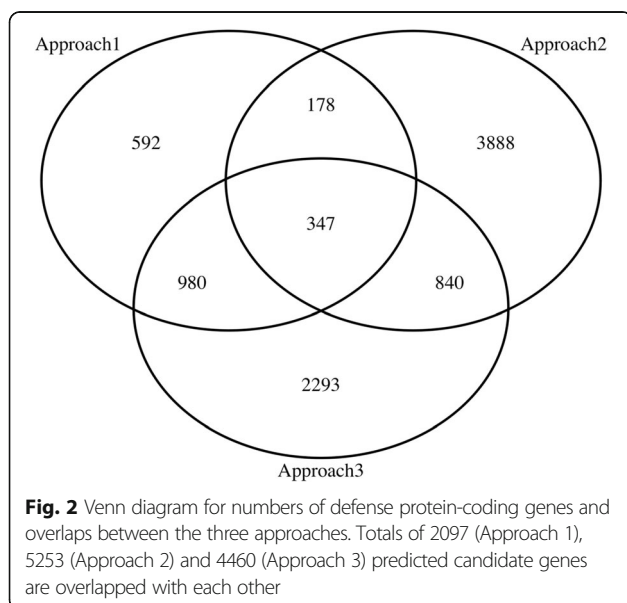 Approach1
Approach2
178
592
3888
347
980
840
2293
Approach3
Fig. 2 Venn diagram for numbers of defense protein-coding genes and
overlaps between the three approaches. Totals of 2097 (Approach 1),
5253 (Approach 2) and 4460 (Approach 3) predicted candidate genes
are overlapped with each other